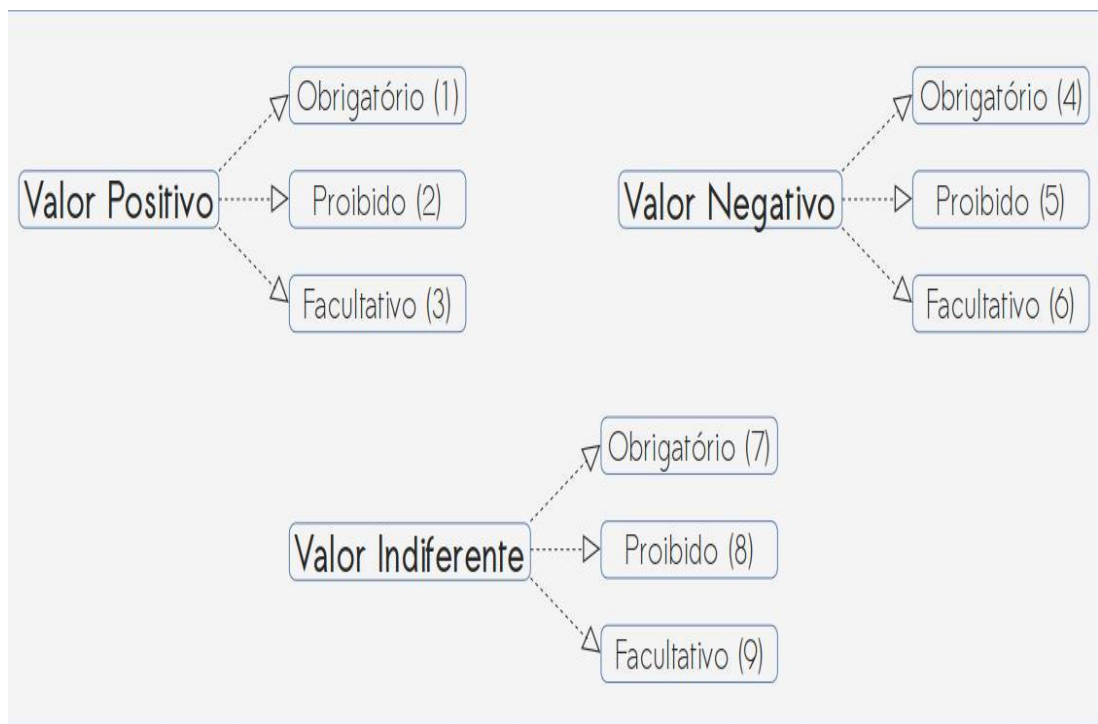 Valor Positivo
Obrigatório (1)
Proibido (2)
Facultativo (3)
Valor Negativo
Obrigatório (4)
Proibido (5)
Facultativo (6)
Valor Indiferente
Obrigatório (7)
Proibido (8)
Facultativo (9)